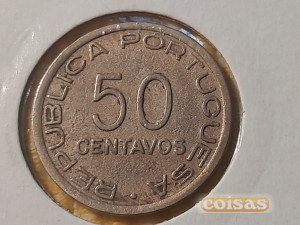 REPUBLICA PORTUGUESA
50
CENTAVOS
coisas